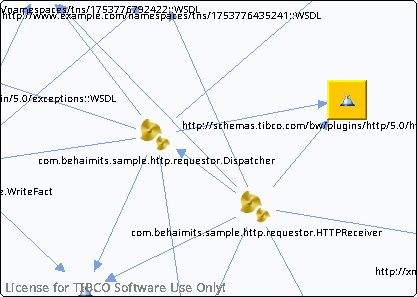 /namespaces/tns/1753776792422::WSDL
http://www.example.com/namespaces/tns/1753776435241::WSDL
in/5.0/exceptions::WSDL
http://schemas.tibco.com/bw/plugins/http/5.0/h
com.behaimits.sample.http.requestor.Dispatcher
e.WriteFact
com.behaimits.sample.http.requestor.HTTPReceiver
http://xm
License for TIBCO Software Use Only!